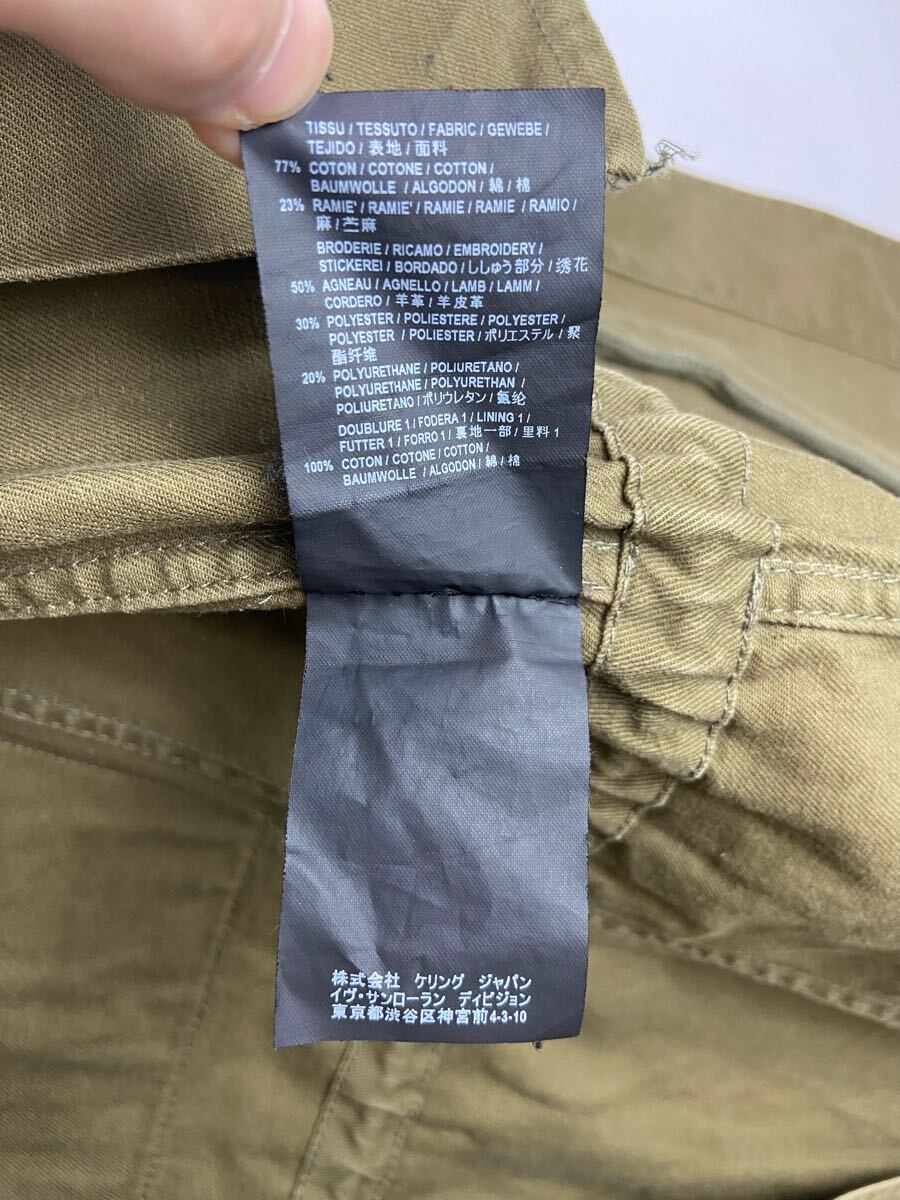 TISSU / TESSUTO / FABRIC / GEWEBE /
TEJIDO / 表地 / 面料
77% COTON / COTONE / COTTON /
BAUMWOLLE / ALGODON / 綿 / 棉
23% RAMIE' / RAMIE' / RAMIE / RAMIE / RAMIO /
麻 / 苎麻
BRODERIE / RICAMO / EMBROIDERY /
STICKEREI / BORDADO / ししゅう部分 / 绣花
50% AGNEAU / AGNELLO / LAMB / LAMM /
CORDERO / 羊革 / 羊皮革
30% POLYESTER / POLIESTERE / POLYESTER /
POLYESTER / POLIESTER / ポリエステル / 聚
酯纤维
20% POLYURETHANE / POLIURETANO /
POLYURETHANE / POLYURETHAN /
POLIURETANO / ポリウレタン / 氨纶
DOUBLURE 1 / FODERA 1 / LINING 1 /
FUTTER 1 / FORRO 1 / 裏地一部 / 里料 1
100% COTON / COTONE / COTTON /
BAUMWOLLE / ALGODON / 綿 / 棉
株式会社 ケリング ジャパン
イヴ・サンローラン ディビジョン
東京都渋谷区神宮前4-3-10